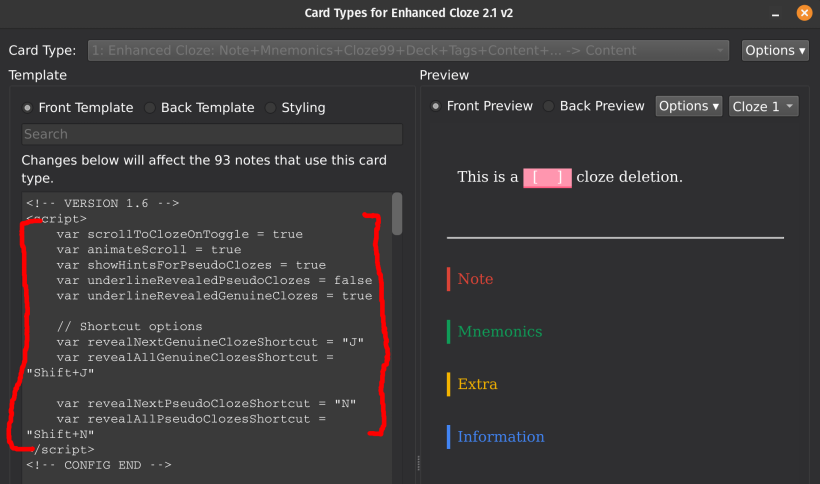 Card Types for Enhanced Cloze 2.1 v2
Card Type: 1: Enhanced Cloze: Note+Mnemonics+Cloze99+Deck+Tags+Content+... -> Content Options ▾
Template
Front Template Back Template Styling
Search
Changes below will affect the 93 notes that use this card
type.
<!-- VERSION 1.6 -->
<script>
var scrollToClozeOnToggle = true
var animateScroll = true
var showHintsForPseudoClozes = true
var underlineRevealedPseudoClozes = false
var underlineRevealedGenuineClozes = true
// Shortcut options
var revealNextGenuineClozeShortcut = "J"
var revealAllGenuineClozesShortcut =
"Shift+J"
var revealNextPseudoClozeShortcut = "N"
var revealAllPseudoClozesShortcut =
"Shift+N"
</script>
<!-- CONFIG END -->
Preview
Front Preview Back Preview Options ▾ Cloze 1
This is a [ ] cloze deletion.
Note
Mnemonics
Extra
Information